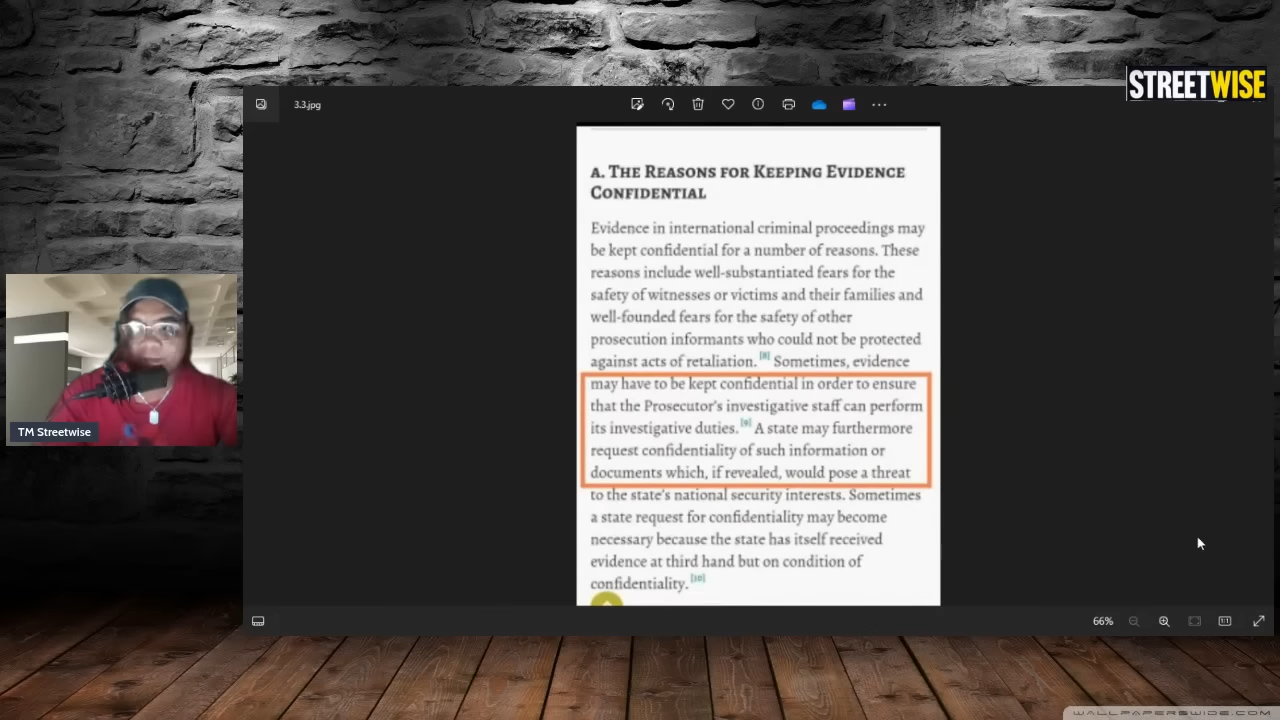 STREETWISE
3.3.jpg
A. THE REASONS FOR KEEPING EVIDENCE
CONFIDENTIAL
Evidence in international criminal proceedings may
be kept confidential for a number of reasons. These
reasons include well-substantiated fears for the
safety of witnesses or victims and their families and
well-founded fears for the safety of other
prosecution informants who could not be protected
against acts of retaliation. [8] Sometimes, evidence
may have to be kept confidential in order to ensure
that the Prosecutor's investigative staff can perform
its investigative duties. [9] A state may furthermore
request confidentiality of such information or
documents which, if revealed, would pose a threat
to the state's national security interests. Sometimes
a state request for confidentiality may become
necessary because the state has itself received
evidence at third hand but on condition of
confidentiality. [10]
TM Streetwise
66%
1:1
WALLPAPERSWIDE.COM